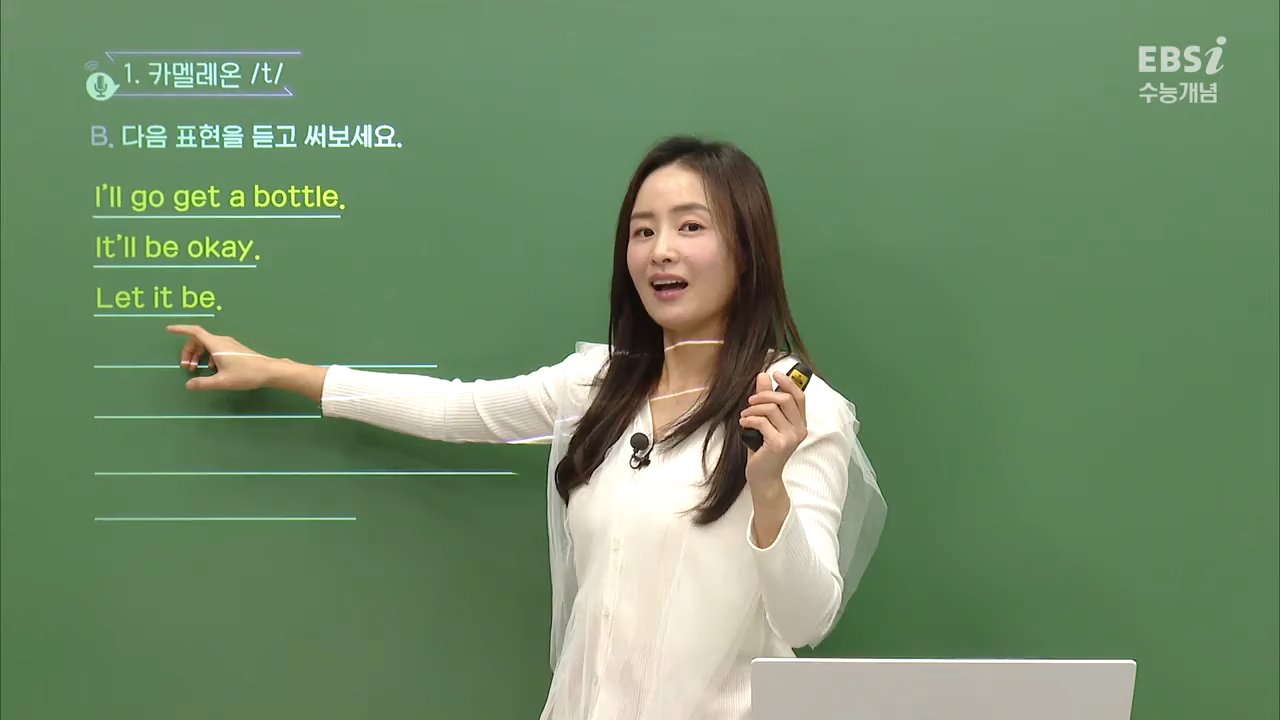 1. 카멜레온 /t/
EBSi
수능개념
B. 다음 표현을 듣고 써보세요.
I'll go get a bottle.
It'll be okay.
Let it be.